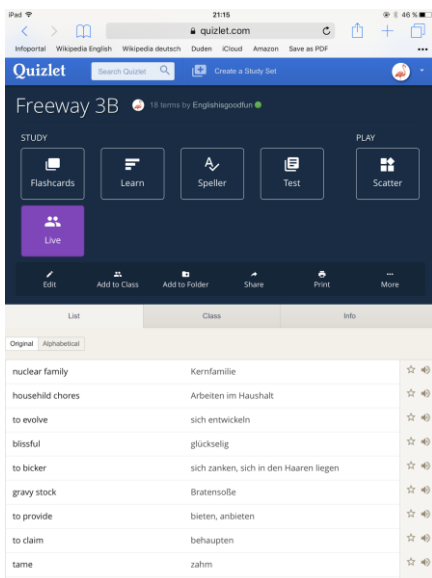 iPad 21:15 46 %
quizlet.com
Infoportal Wikipedia English Wikipedia deutsch Duden iCloud Amazon Save as PDF
Quizlet Search Quizlet Create a Study Set
Freeway 3B 18 terms by Englishisgoodfun
STUDY PLAY
Flashcards Learn Speller Test Scatter
Live
Edit Add to Class Add to Folder Share Print More
List Class Info
Original Alphabetical
nuclear family Kernfamilie
househild chores Arbeiten im Haushalt
to evolve sich entwickeln
blissful glückselig
to bicker sich zanken, sich in den Haaren liegen
gravy stock Bratensoße
to provide bieten, anbieten
to claim behaupten
tame zahm